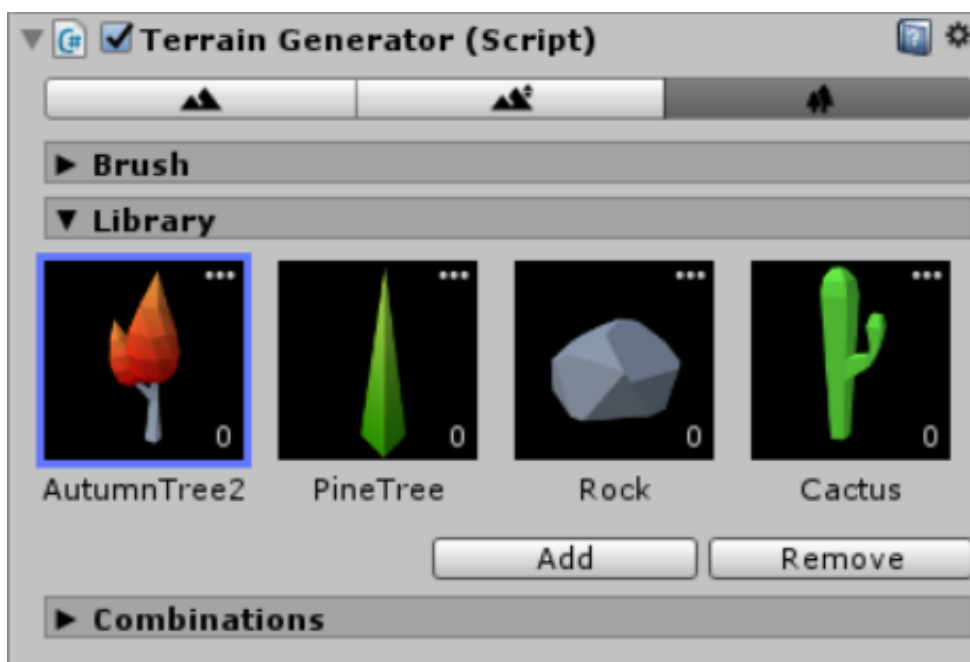 Terrain Generator (Script)
Brush
Library
0 0 0 0
AutumnTree2 PineTree Rock Cactus
Add Remove
Combinations